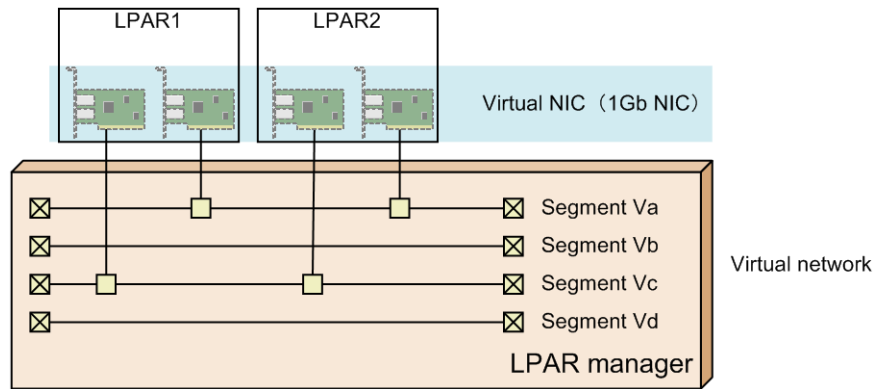 LPAR1
LPAR2
Virtual NIC（1Gb NIC）
Segment Va
Segment Vb
Segment Vc
Segment Vd
Virtual network
LPAR manager